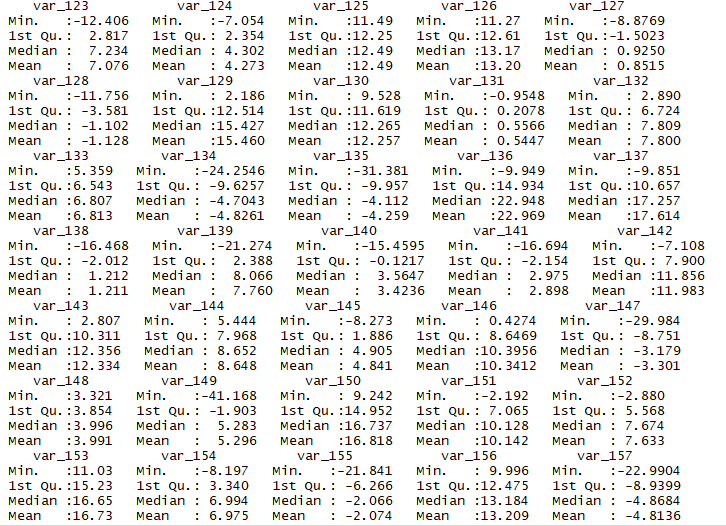 var_123 var_124 var_125 var_126 var_127
Min. :-12.406 Min. :-7.054 Min. :11.49 Min. :11.27 Min. :-8.8769
1st Qu.: 2.817 1st Qu.: 2.354 1st Qu.:12.25 1st Qu.:12.61 1st Qu.:-1.5023
Median : 7.234 Median : 4.302 Median :12.49 Median :13.17 Median : 0.9250
Mean : 7.076 Mean : 4.273 Mean :12.49 Mean :13.20 Mean : 0.8515
var_128 var_129 var_130 var_131 var_132
Min. :-11.756 Min. : 2.186 Min. : 9.528 Min. :-0.9548 Min. : 2.890
1st Qu.: -3.581 1st Qu.:12.514 1st Qu.:11.619 1st Qu.: 0.2078 1st Qu.: 6.724
Median : -1.102 Median :15.427 Median :12.265 Median : 0.5566 Median : 7.809
Mean : -1.128 Mean :15.460 Mean :12.257 Mean : 0.5447 Mean : 7.800
var_133 var_134 var_135 var_136 var_137
Min. :5.359 Min. :-24.2546 Min. :-31.381 Min. :-9.949 Min. :-9.851
1st Qu.:6.543 1st Qu.: -9.6257 1st Qu.: -9.957 1st Qu.:14.934 1st Qu.:10.657
Median :6.807 Median : -4.7043 Median : -4.112 Median :22.948 Median :17.257
Mean :6.813 Mean : -4.8261 Mean : -4.259 Mean :22.969 Mean :17.614
var_138 var_139 var_140 var_141 var_142
Min. :-16.468 Min. :-21.274 Min. :-15.4595 Min. :-16.694 Min. :-7.108
1st Qu.: -2.012 1st Qu.: 2.388 1st Qu.: -0.1217 1st Qu.: -2.154 1st Qu.: 7.900
Median : 1.212 Median : 8.066 Median : 3.5647 Median : 2.975 Median :11.856
Mean : 1.211 Mean : 7.760 Mean : 3.4236 Mean : 2.898 Mean :11.983
var_143 var_144 var_145 var_146 var_147
Min. : 2.807 Min. : 5.444 Min. :-8.273 Min. : 0.4274 Min. :-29.984
1st Qu.:10.311 1st Qu.: 7.968 1st Qu.: 1.886 1st Qu.: 8.6469 1st Qu.: -8.751
Median :12.356 Median : 8.652 Median : 4.905 Median :10.3956 Median : -3.179
Mean :12.334 Mean : 8.648 Mean : 4.841 Mean :10.3412 Mean : -3.301
var_148 var_149 var_150 var_151 var_152
Min. :3.321 Min. :-41.168 Min. : 9.242 Min. :-2.192 Min. :-2.880
1st Qu.:3.854 1st Qu.: -1.903 1st Qu.:14.952 1st Qu.: 7.065 1st Qu.: 5.568
Median :3.996 Median : 5.283 Median :16.737 Median :10.128 Median : 7.674
Mean :3.991 Mean : 5.296 Mean :16.818 Mean :10.142 Mean : 7.633
var_153 var_154 var_155 var_156 var_157
Min. :11.03 Min. :-8.197 Min. :-21.841 Min. : 9.996 Min. :-22.9904
1st Qu.:15.23 1st Qu.: 3.340 1st Qu.: -6.266 1st Qu.:12.475 1st Qu.: -8.9399
Median :16.65 Median : 6.994 Median : -2.066 Median :13.184 Median : -4.8684
Mean :16.73 Mean : 6.975 Mean : -2.074 Mean :13.209 Mean : -4.8136